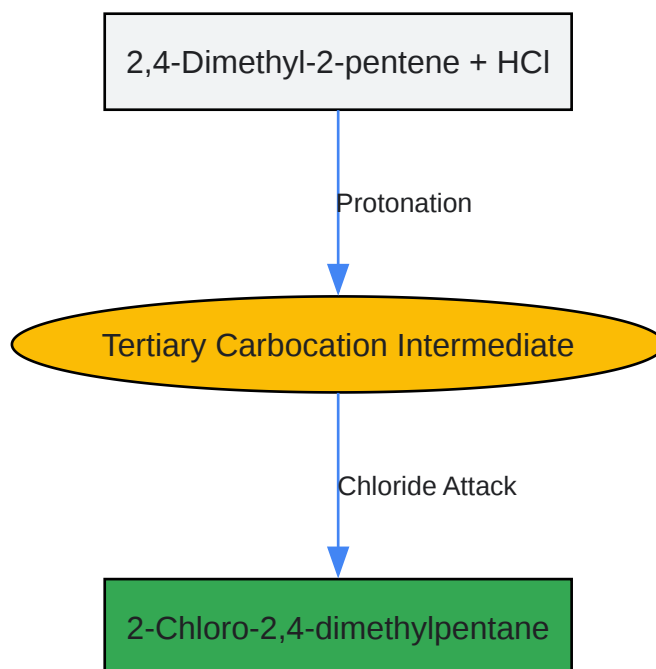 2,4-Dimethyl-2-pentene + HCl
Protonation
Tertiary Carbocation Intermediate
Chloride Attack
2-Chloro-2,4-dimethylpentane